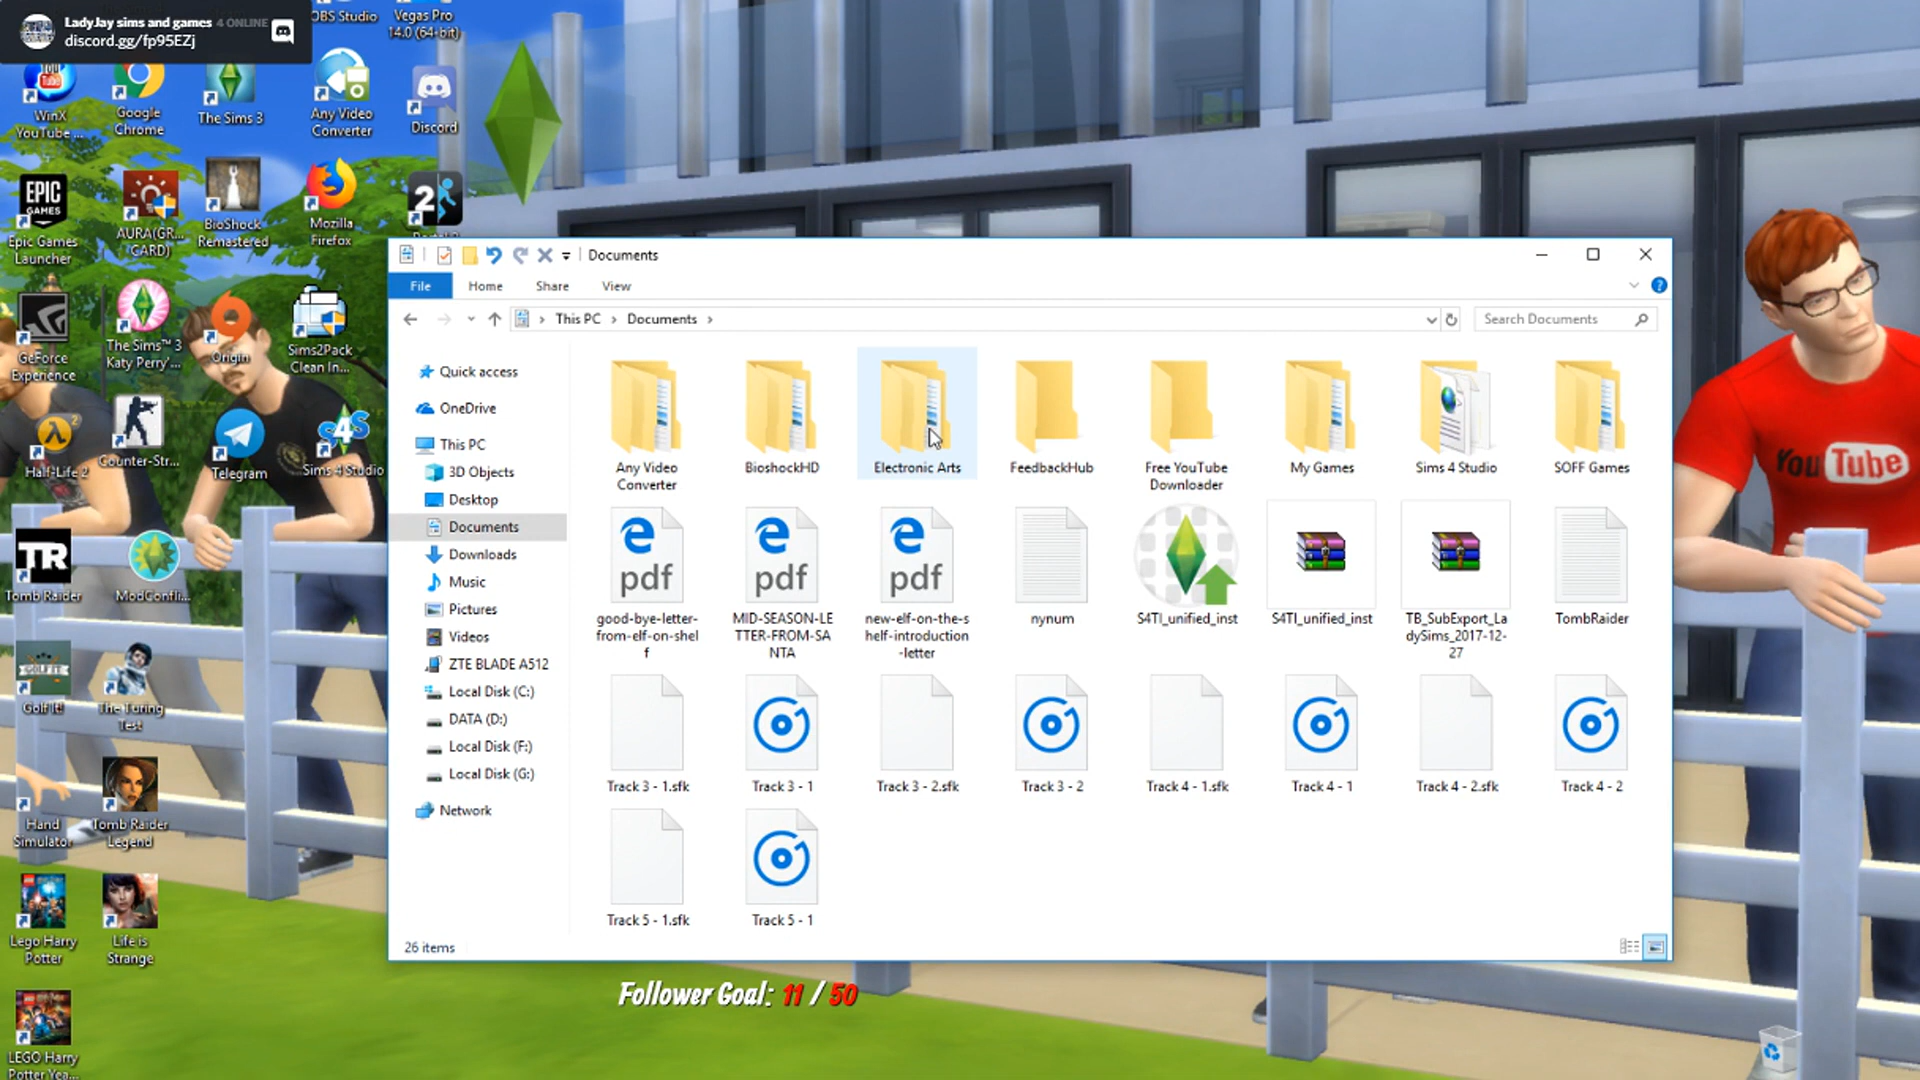 LadyJay sims and games 4 ONLINE
discord.gg/fp95EZj
OBS Studio
Vegas Pro
14.0 (64-bit)
WinX
YouTube ...
Google
Chrome
The Sims 3
Any Video
Converter
Discord
EPIC
GAMES
Epic Games
Launcher
AURA(GR...
CARD)
BioShock
Remastered
Mozilla
Firefox
2
GeForce
Experience
The Sims™ 3
Katy Perry'...
Origin
Sims2Pack
Clean In...
Half-Life 2
Counter-Str...
Telegram
S4S
Sims 4 Studio
TR
Tomb Raider
ModConfli...
GOLF IT!
Golf It!
The Turing
Test
Hand
Simulator
Tomb Raider
Legend
Lego Harry
Potter
Life is
Strange
LEGO Harry
Potter Yea...
Documents
File
Home
Share
View
This PC
Documents
Search Documents
Quick access
OneDrive
This PC
3D Objects
Desktop
Documents
Downloads
Music
Pictures
Videos
ZTE BLADE A512
Local Disk (C:)
DATA (D:)
Local Disk (F:)
Local Disk (G:)
Network
Any Video
Converter
BioshockHD
Electronic Arts
FeedbackHub
Free YouTube
Downloader
My Games
Sims 4 Studio
SOFF Games
pdf
pdf
pdf
good-bye-letter-
from-elf-on-shel
f
MID-SEASON-LE
TTER-FROM-SA
NTA
new-elf-on-the-s
helf-introduction
-letter
nynum
S4TI_unified_inst
S4TI_unified_inst
TB_SubExport_La
dySims_2017-12-
27
TombRaider
Track 3 - 1.sfk
Track 3 - 1
Track 3 - 2.sfk
Track 3 - 2
Track 4 - 1.sfk
Track 4 - 1
Track 4 - 2.sfk
Track 4 - 2
Track 5 - 1.sfk
Track 5 - 1
26 items
YouTube
Follower Goal: 11 / 50